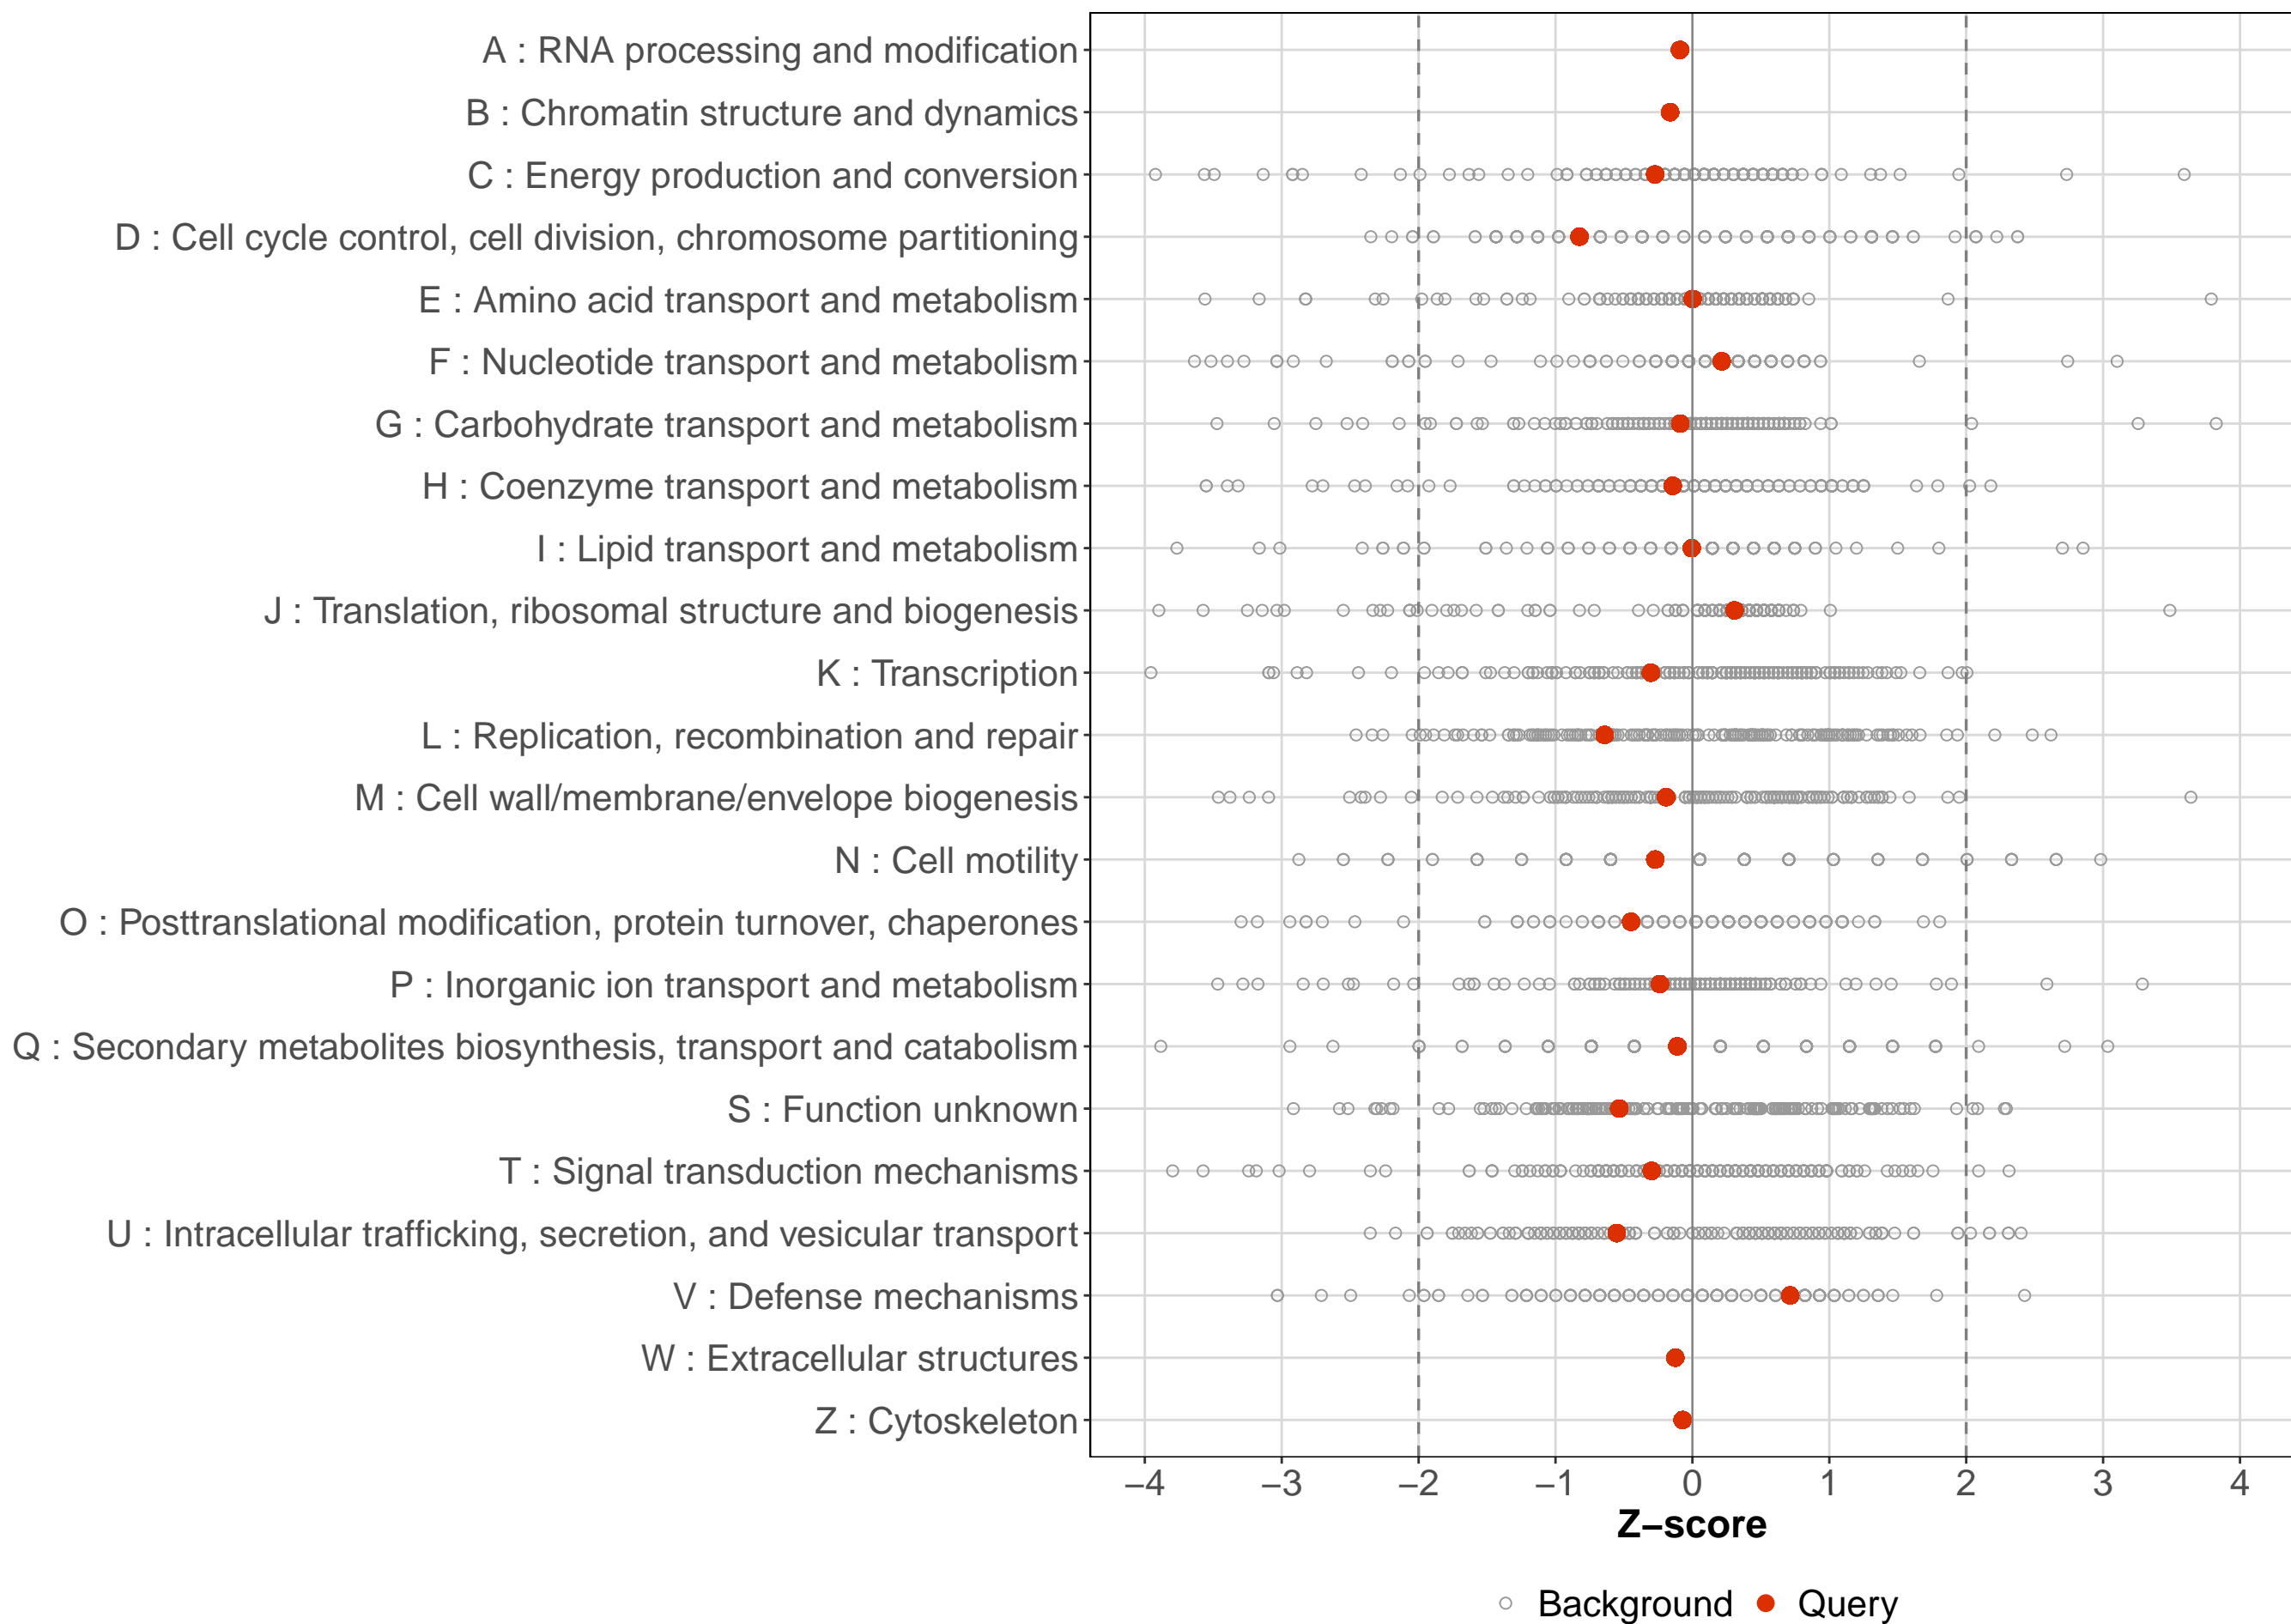 A : RNA processing and modification
B : Chromatin structure and dynamics
C : Energy production and conversion
D : Cell cycle control, cell division, chromosome partitioning
E : Amino acid transport and metabolism
F : Nucleotide transport and metabolism
G : Carbohydrate transport and metabolism
H : Coenzyme transport and metabolism
I : Lipid transport and metabolism
J : Translation, ribosomal structure and biogenesis
K : Transcription
L : Replication, recombination and repair
M : Cell wall/membrane/envelope biogenesis
N : Cell motility
O : Posttranslational modification, protein turnover, chaperones
P : Inorganic ion transport and metabolism
Q : Secondary metabolites biosynthesis, transport and catabolism
S : Function unknown
T : Signal transduction mechanisms
U : Intracellular trafficking, secretion, and vesicular transport
V : Defense mechanisms
W : Extracellular structures
Z : Cytoskeleton
−4 −3 −2 −1 0 1 2 3 4
Z−score
Background Query